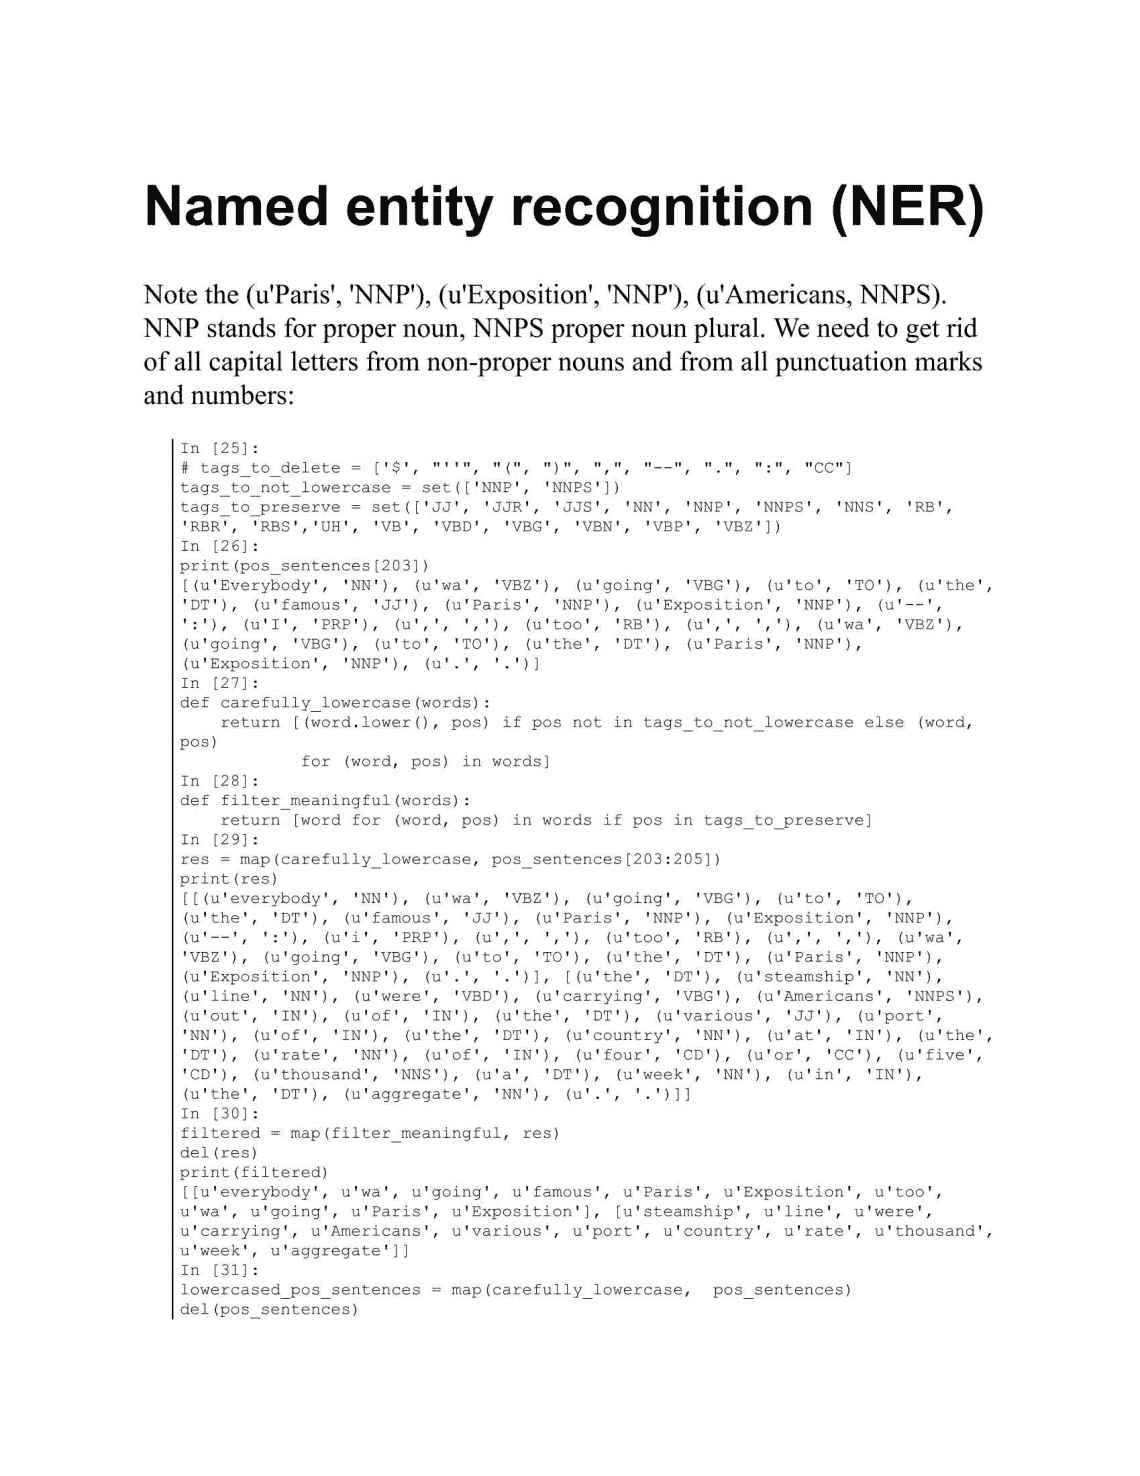 Named entity recognition (NER)
Note the (u'Paris', 'NNP'), (u'Exposition', 'NNP'), (u'Americans, NNPS).
NNP stands for proper noun, NNPS proper noun plural. We need to get rid
of all capital letters from non-proper nouns and from all punctuation marks
and numbers:
In [25]:
# tags_to_delete = ['$', "''", "(", ")", ",", "--", ".", ":", "CC"]
tags_to_not_lowercase = set(['NNP', 'NNPS'])
tags_to_preserve = set(['JJ', 'JJR', 'JJS', 'NN', 'NNP', 'NNPS', 'NNS', 'RB',
'RBR', 'RBS','UH', 'VB', 'VBD', 'VBG', 'VBN', 'VBP', 'VBZ'])
In [26]:
print(pos_sentences[203])
[(u'Everybody', 'NN'), (u'wa', 'VBZ'), (u'going', 'VBG'), (u'to', 'TO'), (u'the',
'DT'), (u'famous', 'JJ'), (u'Paris', 'NNP'), (u'Exposition', 'NNP'), (u'--',
':'), (u'I', 'PRP'), (u',', ','), (u'too', 'RB'), (u',', ','), (u'wa', 'VBZ'),
(u'going', 'VBG'), (u'to', 'TO'), (u'the', 'DT'), (u'Paris', 'NNP'),
(u'Exposition', 'NNP'), (u'.', '.')]
In [27]:
def carefully_lowercase(words):
    return [(word.lower(), pos) if pos not in tags_to_not_lowercase else (word,
pos)
            for (word, pos) in words]
In [28]:
def filter_meaningful(words):
    return [word for (word, pos) in words if pos in tags_to_preserve]
In [29]:
res = map(carefully_lowercase, pos_sentences[203:205])
print(res)
[[(u'everybody', 'NN'), (u'wa', 'VBZ'), (u'going', 'VBG'), (u'to', 'TO'),
(u'the', 'DT'), (u'famous', 'JJ'), (u'Paris', 'NNP'), (u'Exposition', 'NNP'),
(u'--', ':'), (u'i', 'PRP'), (u',', ','), (u'too', 'RB'), (u',', ','), (u'wa',
'VBZ'), (u'going', 'VBG'), (u'to', 'TO'), (u'the', 'DT'), (u'Paris', 'NNP'),
(u'Exposition', 'NNP'), (u'.', '.')], [(u'the', 'DT'), (u'steamship', 'NN'),
(u'line', 'NN'), (u'were', 'VBD'), (u'carrying', 'VBG'), (u'Americans', 'NNPS'),
(u'out', 'IN'), (u'of', 'IN'), (u'the', 'DT'), (u'various', 'JJ'), (u'port',
'NN'), (u'of', 'IN'), (u'the', 'DT'), (u'country', 'NN'), (u'at', 'IN'), (u'the',
'DT'), (u'rate', 'NN'), (u'of', 'IN'), (u'four', 'CD'), (u'or', 'CC'), (u'five',
'CD'), (u'thousand', 'NNS'), (u'a', 'DT'), (u'week', 'NN'), (u'in', 'IN'),
(u'the', 'DT'), (u'aggregate', 'NN'), (u'.', '.')]]
In [30]:
filtered = map(filter_meaningful, res)
del(res)
print(filtered)
[[u'everybody', u'wa', u'going', u'famous', u'Paris', u'Exposition', u'too',
u'wa', u'going', u'Paris', u'Exposition'], [u'steamship', u'line', u'were',
u'carrying', u'Americans', u'various', u'port', u'country', u'rate', u'thousand',
u'week', u'aggregate']]
In [31]:
lowercased_pos_sentences = map(carefully_lowercase,  pos_sentences)
del(pos_sentences)